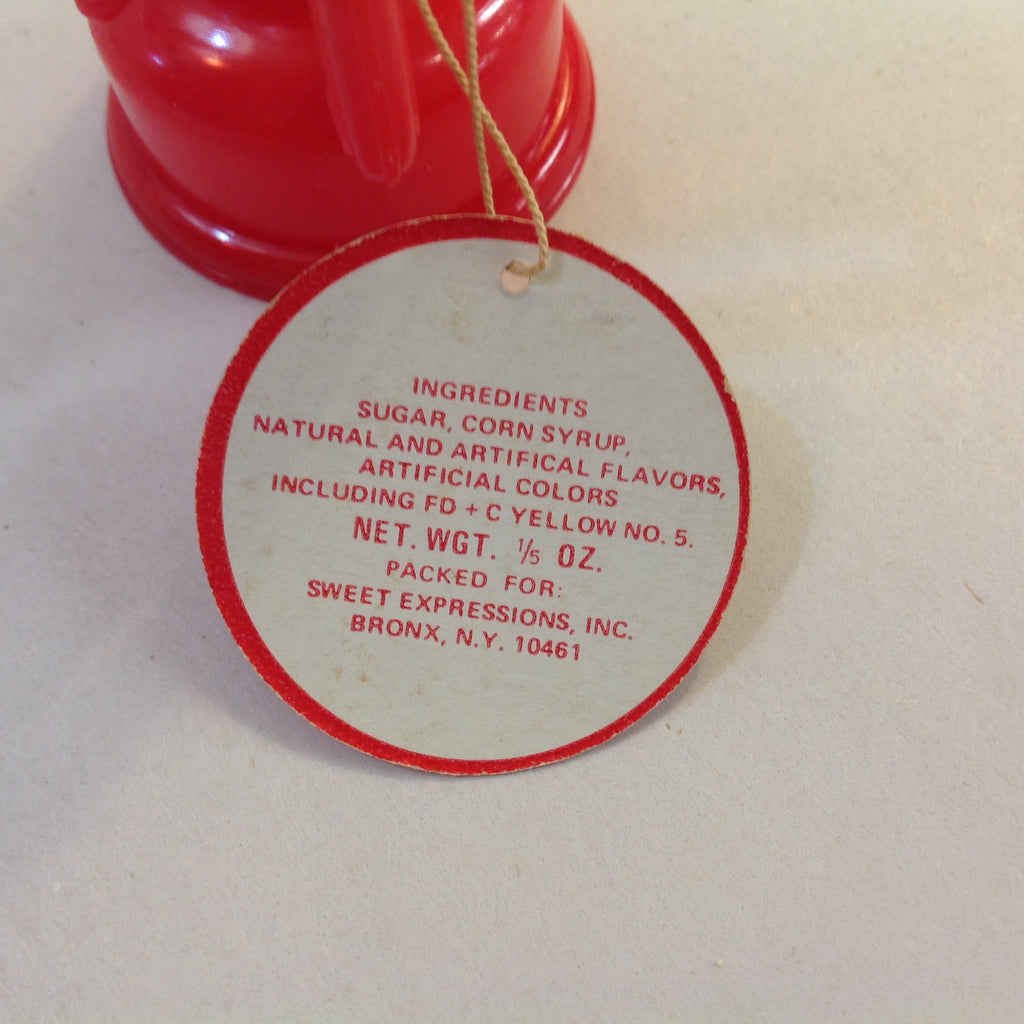 INGREDIENTS
SUGAR, CORN SYRUP,
NATURAL AND ARTIFICAL FLAVORS,
ARTIFICIAL COLORS
INCLUDING FD + C YELLOW NO. 5.
NET. WGT. 1/5 OZ.
PACKED FOR:
SWEET EXPRESSIONS, INC.
BRONX, N.Y. 10461